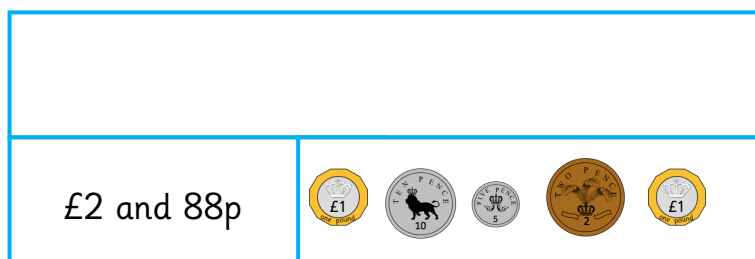 £2 and 88p
£1
one pound
TEN PENCE
10
FIVE PENCE
5
TWO PENCE
2
£1
one pound